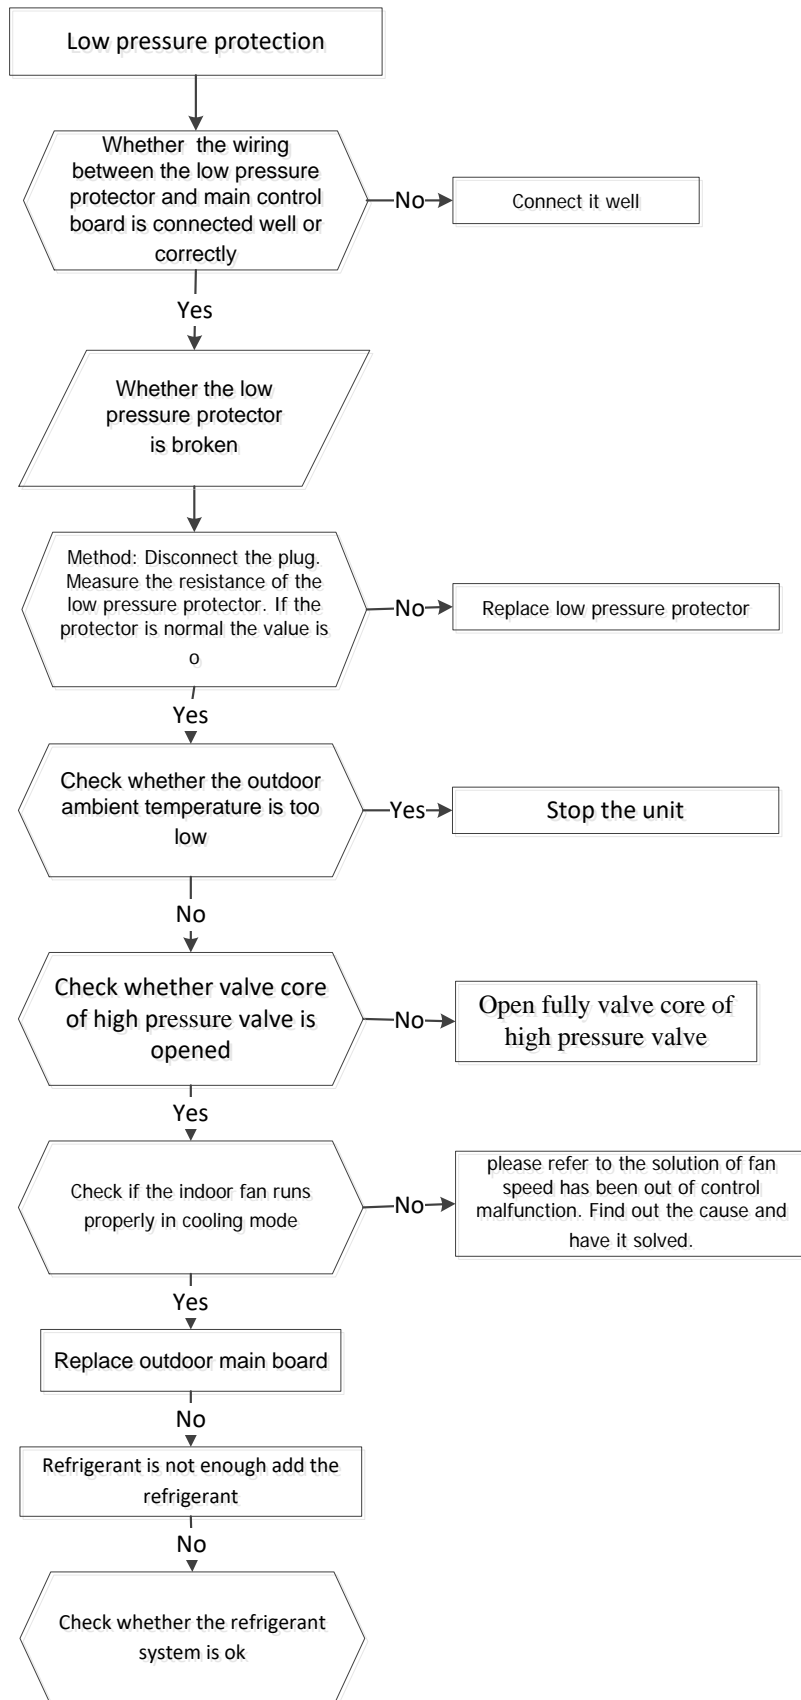 Low pressure protection
Whether the wiring
between the low pressure
protector and main control
board is connected well or
correctly
No
Connect it well
Yes
Whether the low
pressure protector
is broken
Method: Disconnect the plug.
Measure the resistance of the
low pressure protector. If the
protector is normal the value is
o
No
Replace low pressure protector
Yes
Check whether the outdoor
ambient temperature is too
low
Yes
Stop the unit
No
Check whether valve core
of high pressure valve is
opened
No
Open fully valve core of
high pressure valve
Yes
Check if the indoor fan runs
properly in cooling mode
No
please refer to the solution of fan
speed has been out of control
malfunction. Find out the cause and
have it solved.
Yes
Replace outdoor main board
No
Refrigerant is not enough add the
refrigerant
No
Check whether the refrigerant
system is ok